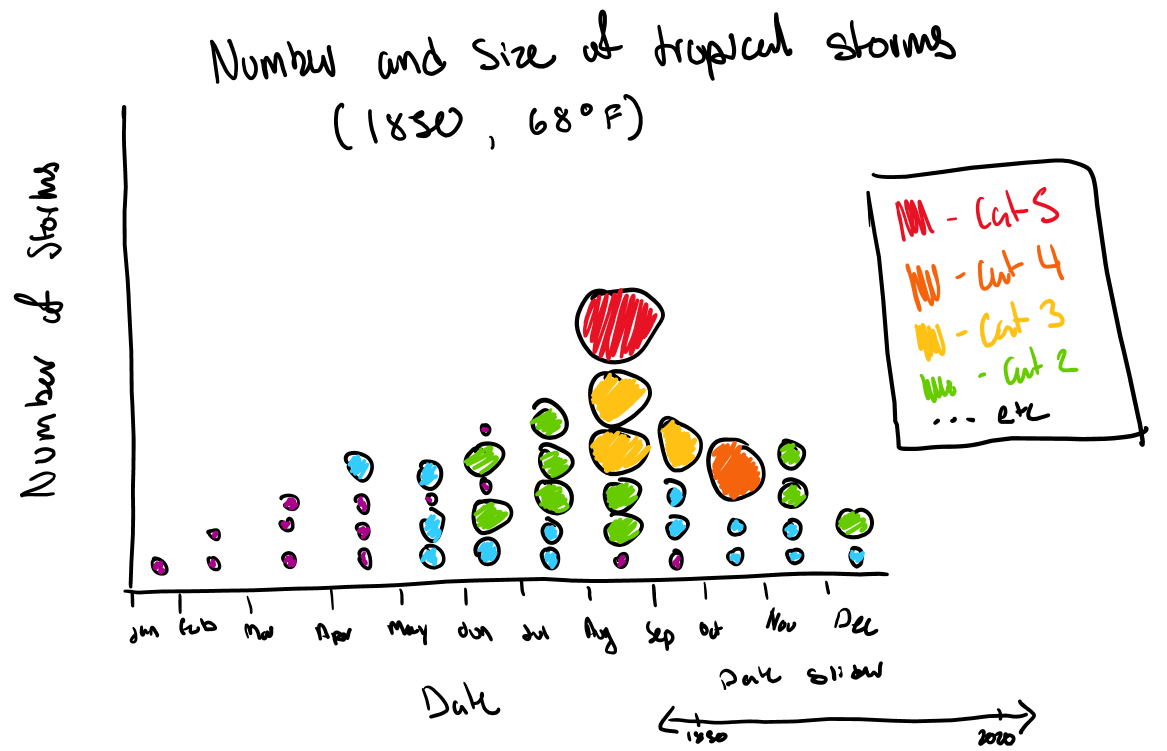 Number and Size of tropical storms
(1850, 68°F)
Number of Storms
- Cat 5
- Cat 4
- Cat 3
- Cat 2
... etc
Jan Feb Mar Apr May Jun Jul Aug Sep Oct Nov Dec
Date
Date slider
1850 2020